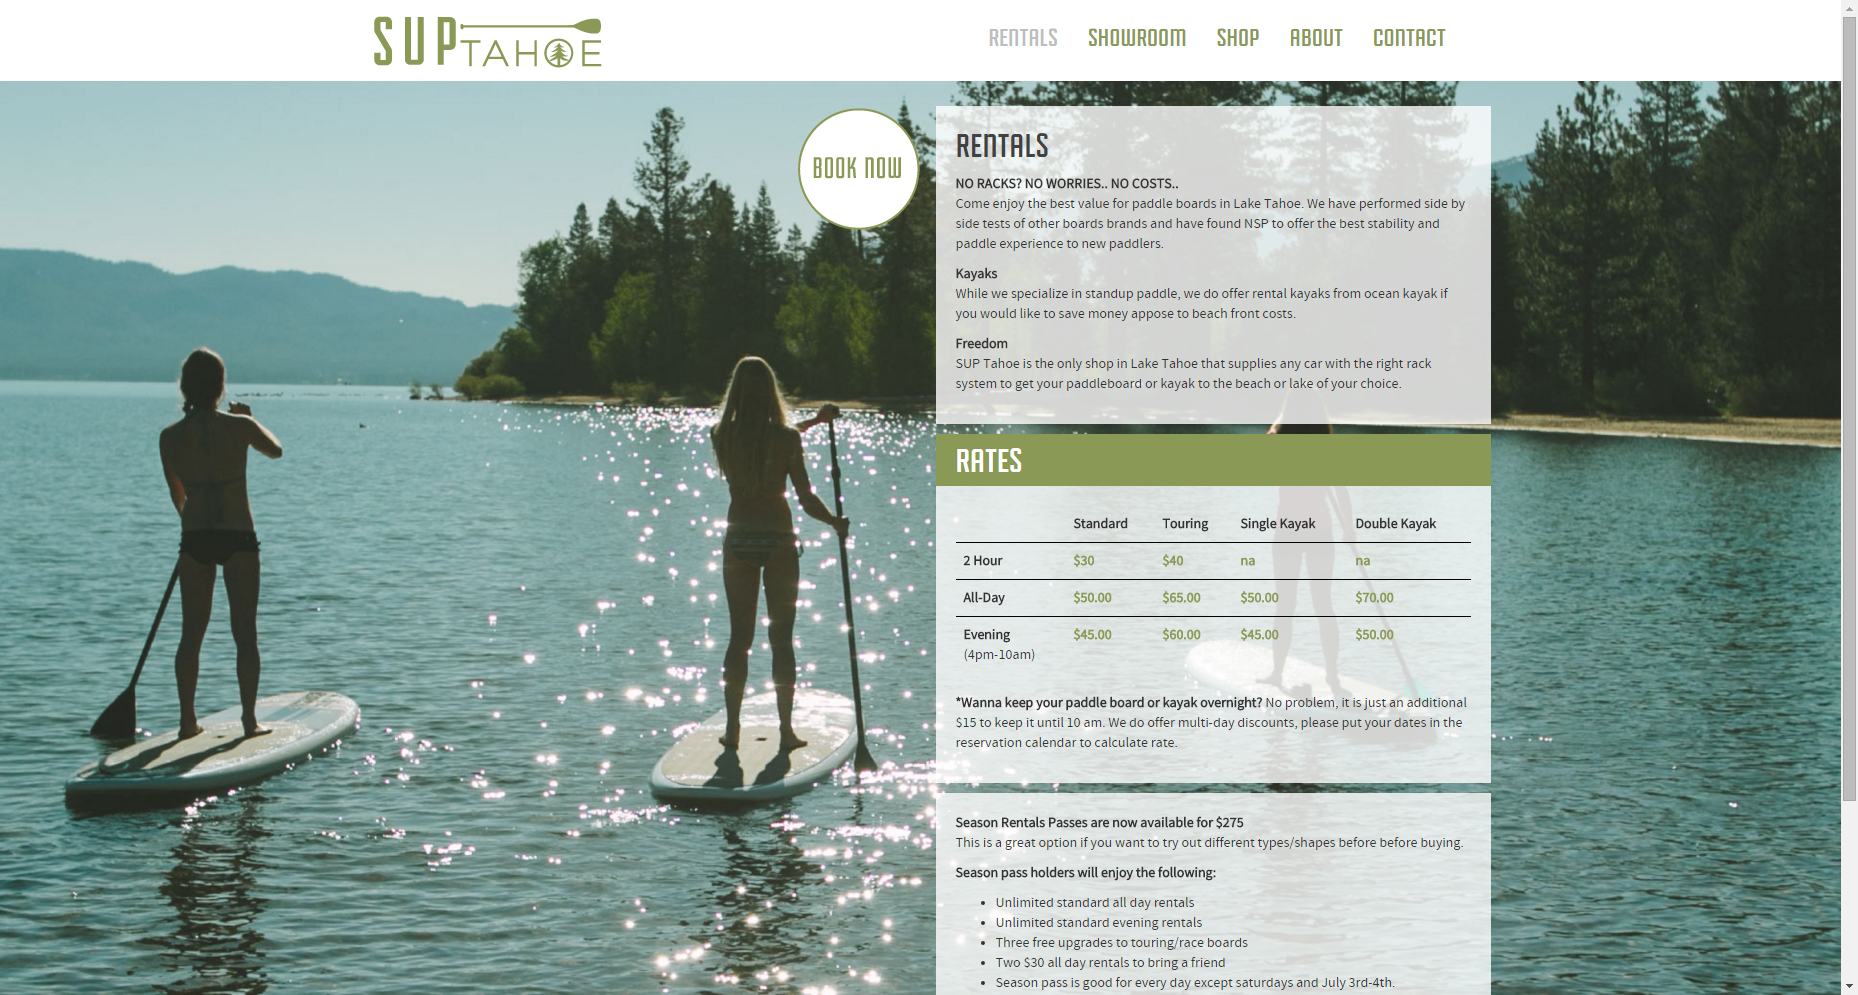 SUP TAHOE
RENTALS SHOWROOM SHOP ABOUT CONTACT
BOOK NOW
RENTALS
NO RACKS? NO WORRIES.. NO COSTS..
Come enjoy the best value for paddle boards in Lake Tahoe. We have performed side by
side tests of other boards brands and have found NSP to offer the best stability and
paddle experience to new paddlers.
Kayaks
While we specialize in standup paddle, we do offer rental kayaks from ocean kayak if
you would like to save money appose to beach front costs.
Freedom
SUP Tahoe is the only shop in Lake Tahoe that supplies any car with the right rack
system to get your paddleboard or kayak to the beach or lake of your choice.
RATES
Standard Touring Single Kayak Double Kayak
2 Hour $30 $40 na na
All-Day $50.00 $65.00 $50.00 $70.00
Evening $45.00 $60.00 $45.00 $50.00
(4pm-10am)
*Wanna keep your paddle board or kayak overnight? No problem, it is just an additional
$15 to keep it until 10 am. We do offer multi-day discounts, please put your dates in the
reservation calendar to calculate rate.
Season Rentals Passes are now available for $275
This is a great option if you want to try out different types/shapes before before buying.
Season pass holders will enjoy the following:
• Unlimited standard all day rentals
• Unlimited standard evening rentals
• Three free upgrades to touring/race boards
• Two $30 all day rentals to bring a friend
• Season pass is good for every day except saturdays and July 3rd-4th.